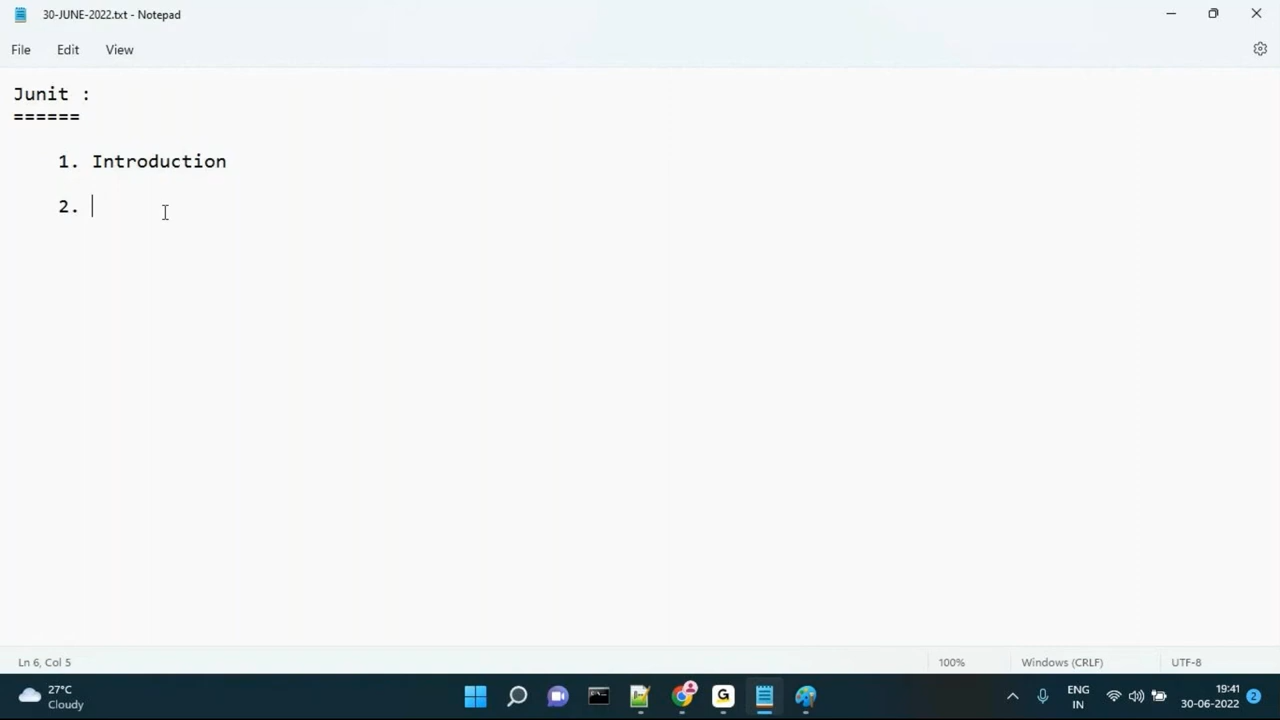 30-JUNE-2022.txt - Notepad
File Edit View
Junit :
======
1. Introduction
2.
Ln 6, Col 5
100%
Windows (CRLF)
UTF-8
27°C
Cloudy
ENG
IN
19:41
30-06-2022
2